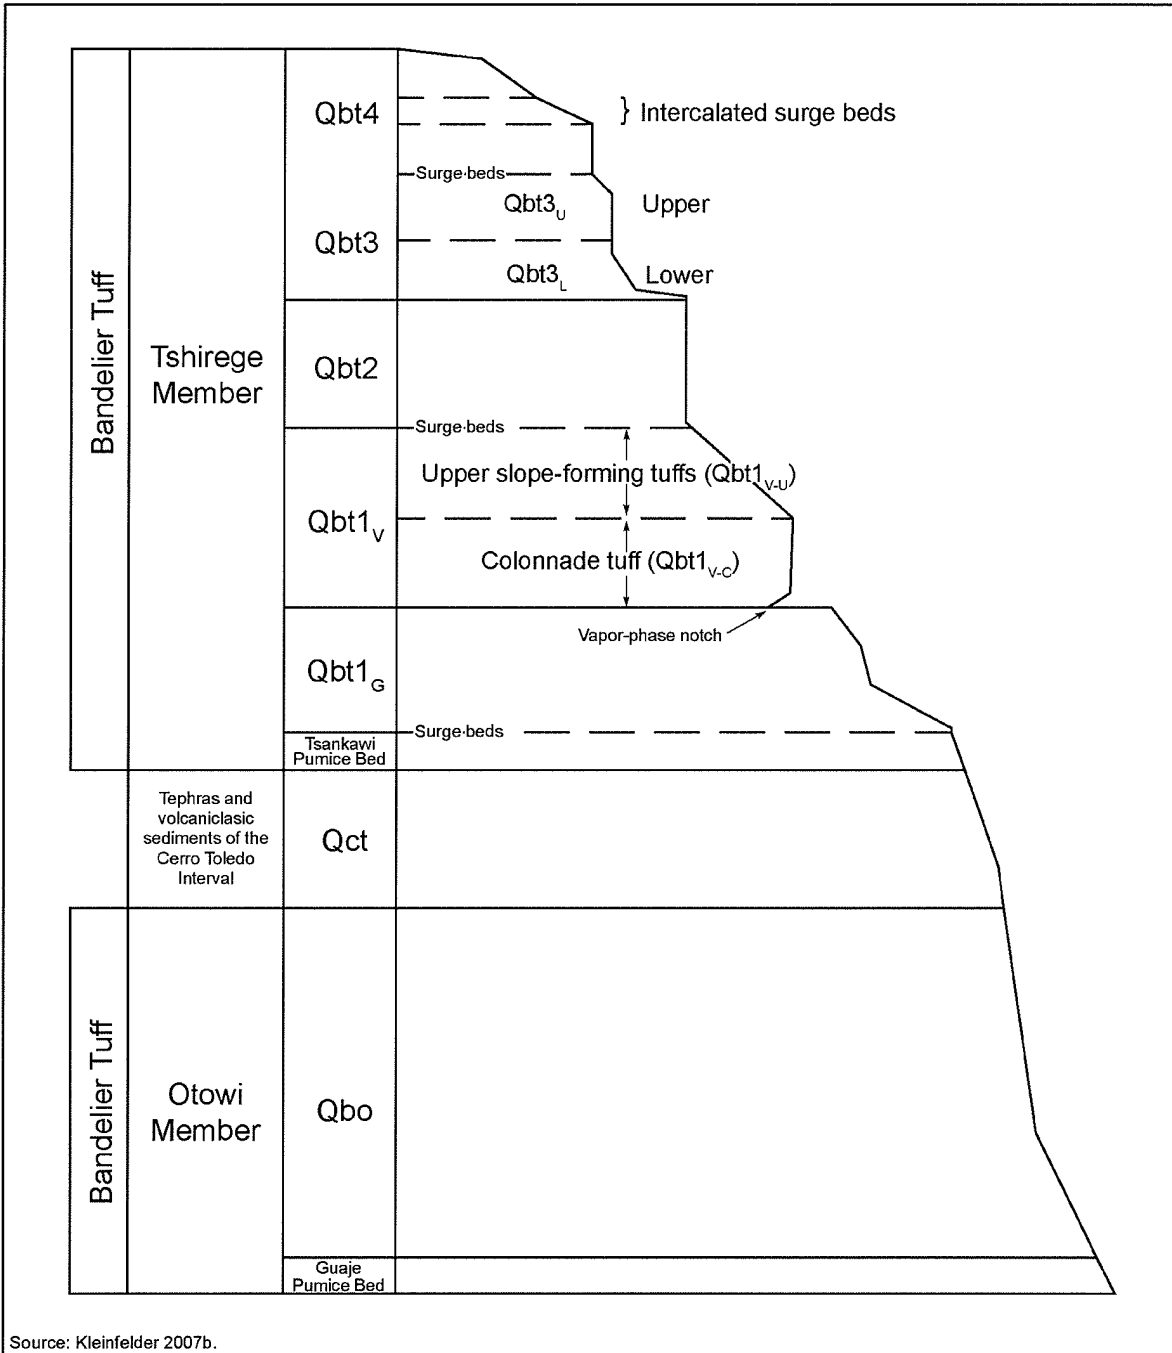 Bandelier Tuff
Tshirege
Member
Qbt4
} Intercalated surge beds
Surge·beds
Qbt3U
Upper
Qbt3
Qbt3L
Lower
Qbt2
Surge·beds
Upper slope-forming tuffs (Qbt1V-U)
Qbt1V
Colonnade tuff (Qbt1V-C)
Vapor-phase notch
Qbt1G
Surge·beds
Tsankawi
Pumice Bed
Tephras and
volcaniclasic
sediments of the
Cerro Toledo
Interval
Qct
Bandelier Tuff
Otowi
Member
Qbo
Guaje
Pumice Bed
Source: Kleinfelder 2007b.